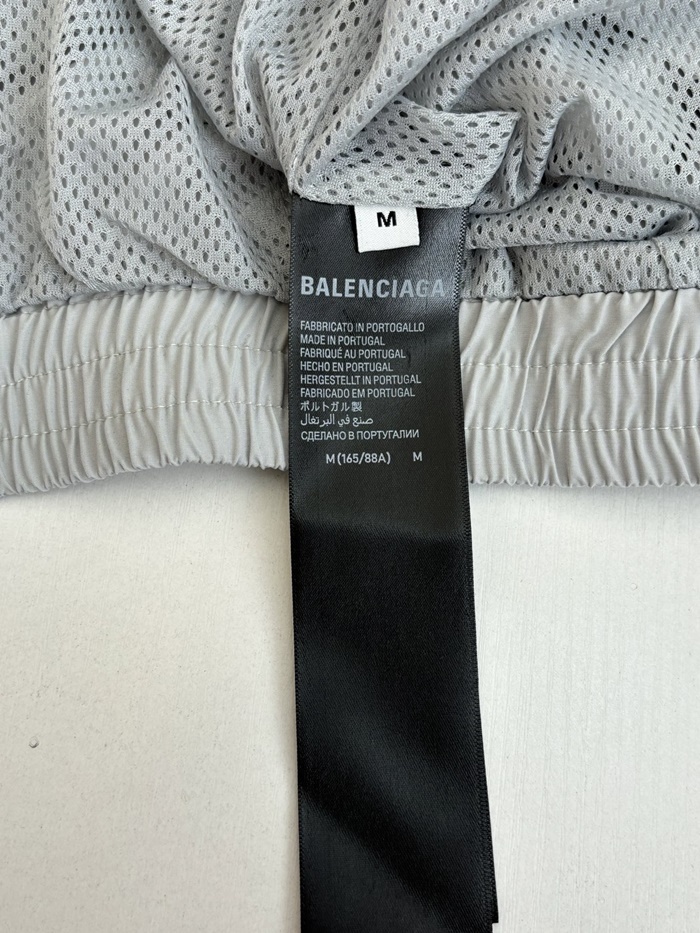 M
BALENCIAGA
FABBRICATO IN PORTOGALLO
MADE IN PORTUGAL
FABRIQUÉ AU PORTUGAL
HECHO EN PORTUGAL
HERGESTELLT IN PORTUGAL
FABRICADO EM PORTUGAL
ポルトガル製
صنع في البرتغال
СДЕЛАНО В ПОРТУГАЛИИ
M (165/88A) M